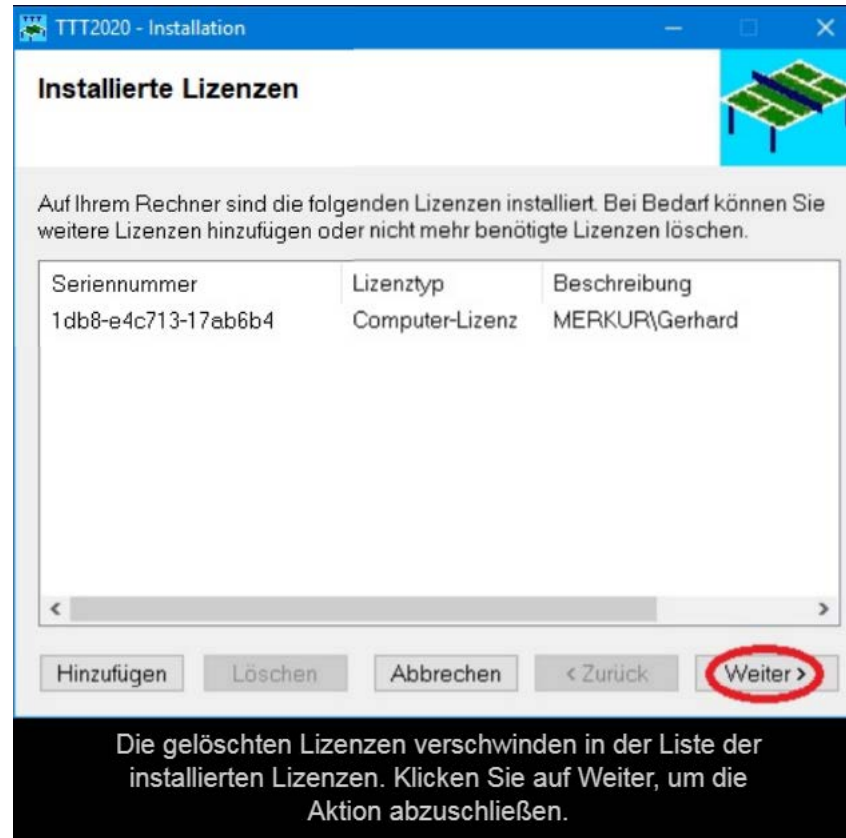 TTT2020 - Installation
Installierte Lizenzen
Auf Ihrem Rechner sind die folgenden Lizenzen installiert. Bei Bedarf können Sie
weitere Lizenzen hinzufügen oder nicht mehr benötigte Lizenzen löschen.
Seriennummer Lizenztyp Beschreibung
1db8-e4c713-17ab6b4 Computer-Lizenz MERKUR\Gerhard
Hinzufügen Löschen Abbrechen < Zurück Weiter >
Die gelöschten Lizenzen verschwinden in der Liste der
installierten Lizenzen. Klicken Sie auf Weiter, um die
Aktion abzuschließen.